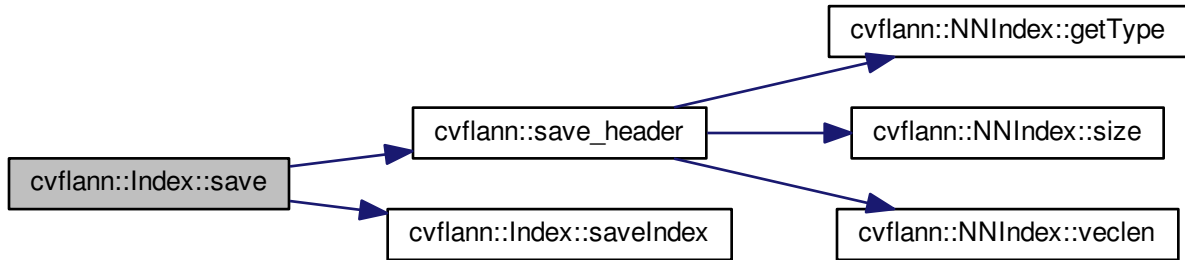 cvflann::NNIndex::getType
cvflann::save_header
cvflann::NNIndex::size
cvflann::Index::save
cvflann::Index::saveIndex
cvflann::NNIndex::veclen